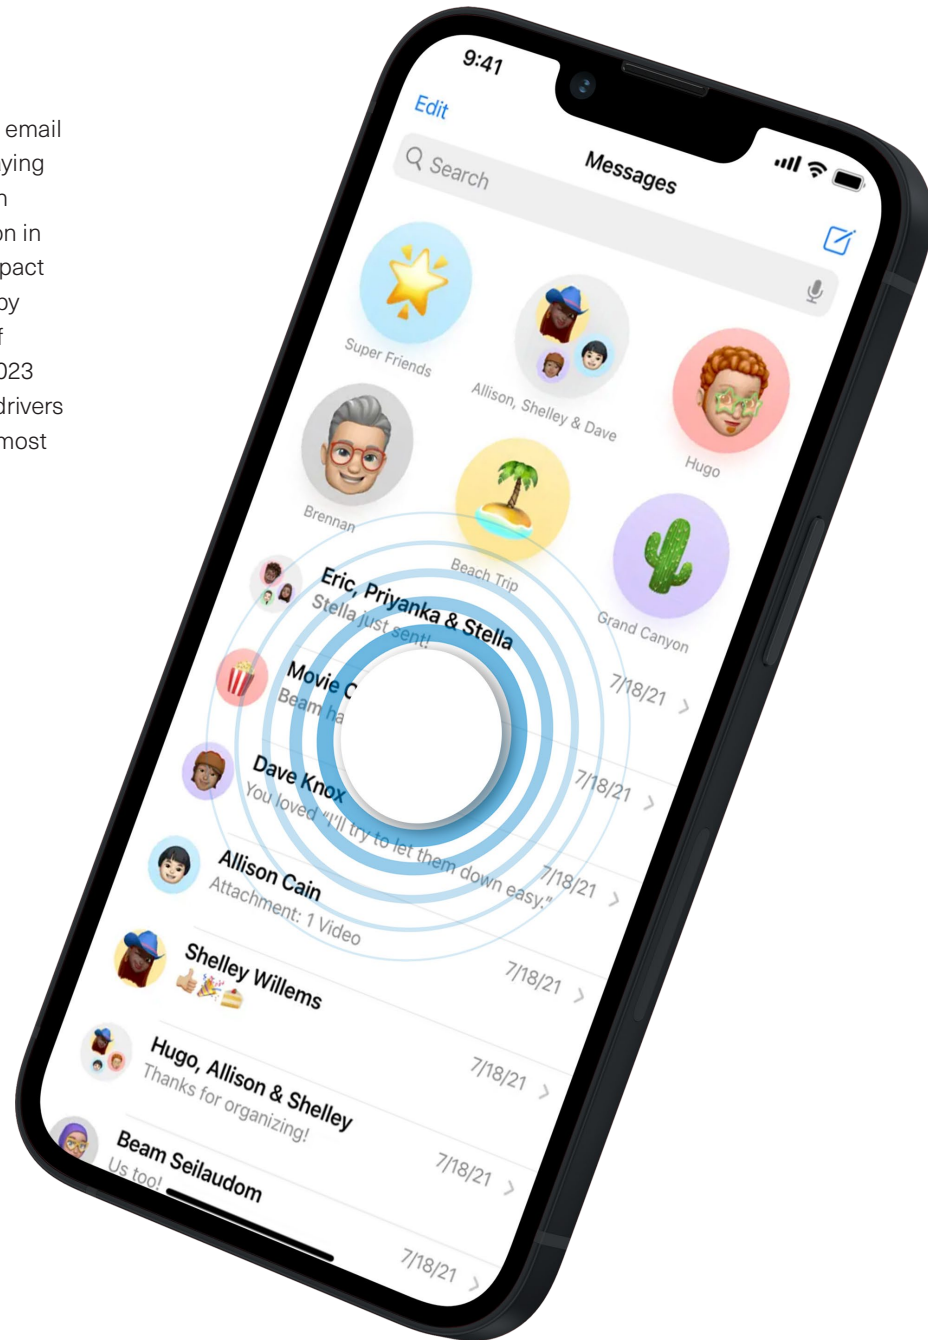 email
ying
n
on in
pact
by
f
023
drivers
most
9:41
Edit
Messages
Search
Super Friends
Allison, Shelley & Dave
Hugo
Brennan
Beach Trip
Grand Canyon
Eric, Priyanka & Stella
7/18/21
Stella just sent!
Movie C
7/18/21
Beam ha
Dave Knox
7/18/21
You loved “I’ll try to let them down easy.”
Allison Cain
7/18/21
Attachment: 1 Video
Shelley Willems
7/18/21
👍🏼🎉🍰
Hugo, Allison & Shelley
7/18/21
Thanks for organizing!
Beam Seilaudom
7/18/21
Us too!